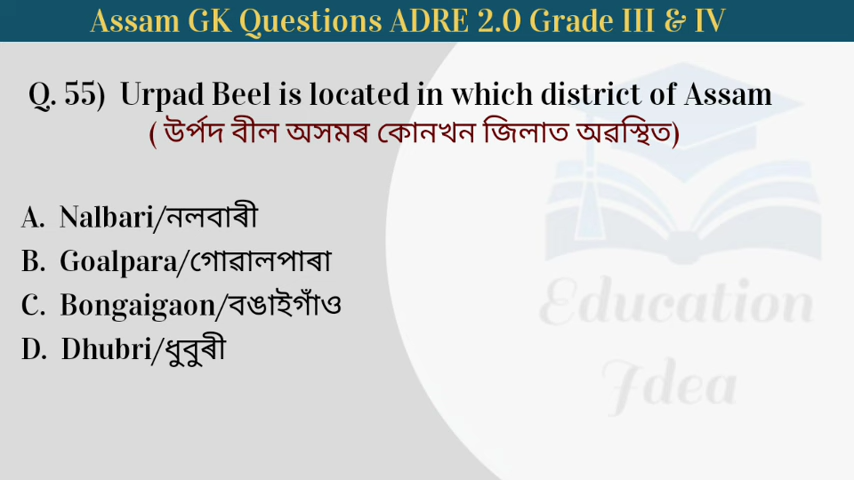 Assam GK Questions ADRE 2.0 Grade III & IV
Q. 55) Urpad Beel is located in which district of Assam
( উৰ্পদ বীল অসমৰ কোনখন জিলাত অৱস্থিত)
A. Nalbari/নলবাৰী
B. Goalpara/গোৱালপাৰা
C. Bongaigaon/বঙাইগাঁও
D. Dhubri/ধুবুৰী
Education
Idea